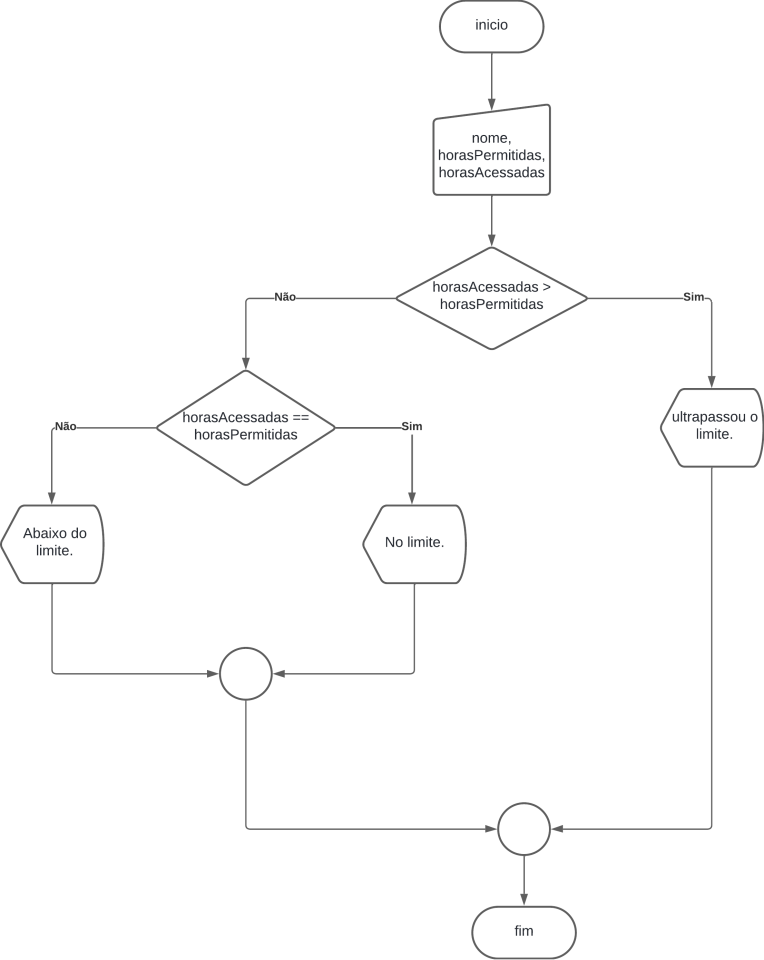 inicio
nome,
horasPermitidas,
horasAcessadas
horasAcessadas >
horasPermitidas
Não
Sim
horasAcessadas ==
horasPermitidas
ultrapassou o
limite.
Não
Sim
Abaixo do
limite.
No limite.
fim